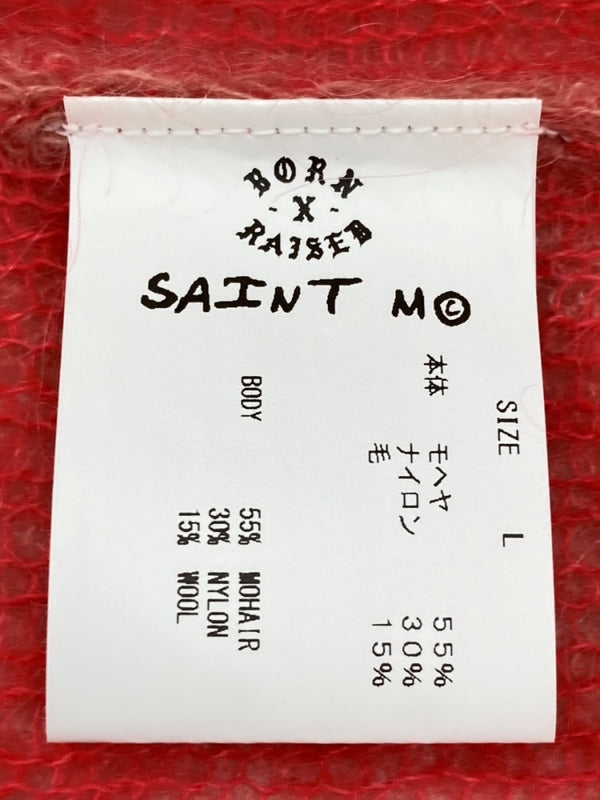 BORN
- X -
RAISED
SAINT M©
SIZE L
本体 モヘヤ 55%
ナイロン 30%
毛 15%
BODY 55% MOHAIR
30% NYLON
15% WOOL